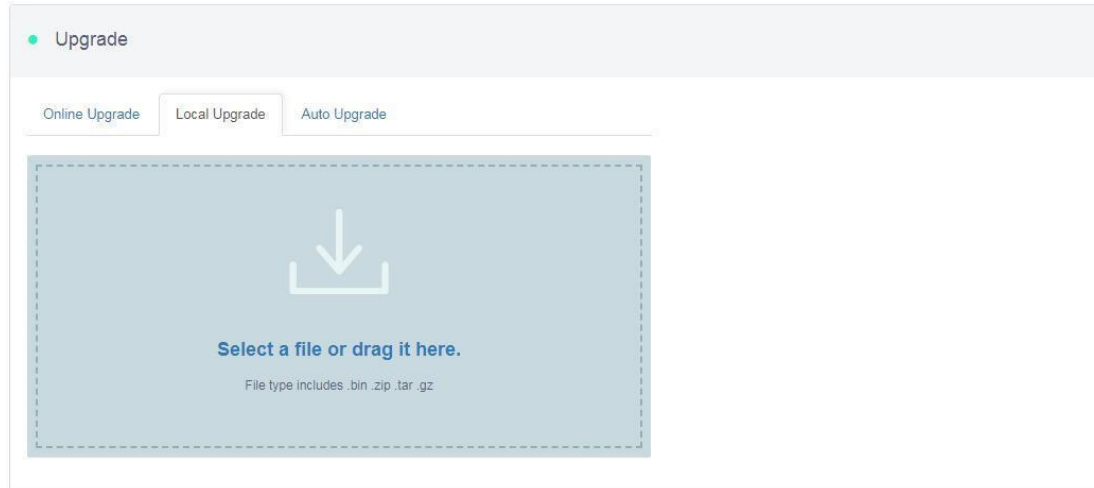 Upgrade
Online Upgrade Local Upgrade Auto Upgrade
Select a file or drag it here.
File type includes .bin .zip .tar .gz